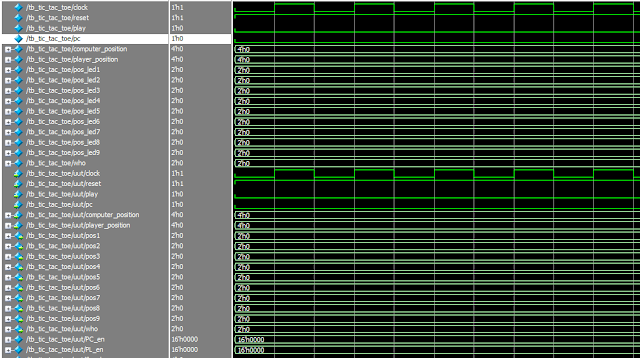 /tb_tic_tac_toe/clock 1'h1
/tb_tic_tac_toe/reset 1'h1
/tb_tic_tac_toe/play 1'h0
/tb_tic_tac_toe/pc 1'h0
/tb_tic_tac_toe/computer_position 4'h0 4'h0
/tb_tic_tac_toe/player_position 4'h0 4'h0
/tb_tic_tac_toe/pos_led1 2'h0 2'h0
/tb_tic_tac_toe/pos_led2 2'h0 2'h0
/tb_tic_tac_toe/pos_led3 2'h0 2'h0
/tb_tic_tac_toe/pos_led4 2'h0 2'h0
/tb_tic_tac_toe/pos_led5 2'h0 2'h0
/tb_tic_tac_toe/pos_led6 2'h0 2'h0
/tb_tic_tac_toe/pos_led7 2'h0 2'h0
/tb_tic_tac_toe/pos_led8 2'h0 2'h0
/tb_tic_tac_toe/pos_led9 2'h0 2'h0
/tb_tic_tac_toe/who 2'h0 2'h0
/tb_tic_tac_toe/uut/clock 1'h1
/tb_tic_tac_toe/uut/reset 1'h1
/tb_tic_tac_toe/uut/play 1'h0
/tb_tic_tac_toe/uut/pc 1'h0
/tb_tic_tac_toe/uut/computer_position 4'h0 4'h0
/tb_tic_tac_toe/uut/player_position 4'h0 4'h0
/tb_tic_tac_toe/uut/pos1 2'h0 2'h0
/tb_tic_tac_toe/uut/pos2 2'h0 2'h0
/tb_tic_tac_toe/uut/pos3 2'h0 2'h0
/tb_tic_tac_toe/uut/pos4 2'h0 2'h0
/tb_tic_tac_toe/uut/pos5 2'h0 2'h0
/tb_tic_tac_toe/uut/pos6 2'h0 2'h0
/tb_tic_tac_toe/uut/pos7 2'h0 2'h0
/tb_tic_tac_toe/uut/pos8 2'h0 2'h0
/tb_tic_tac_toe/uut/pos9 2'h0 2'h0
/tb_tic_tac_toe/uut/who 2'h0 2'h0
/tb_tic_tac_toe/uut/PC_en 16'h0000 16'h0000
/tb_tic_tac_toe/uut/PL_en 16'h0000 16'h0000